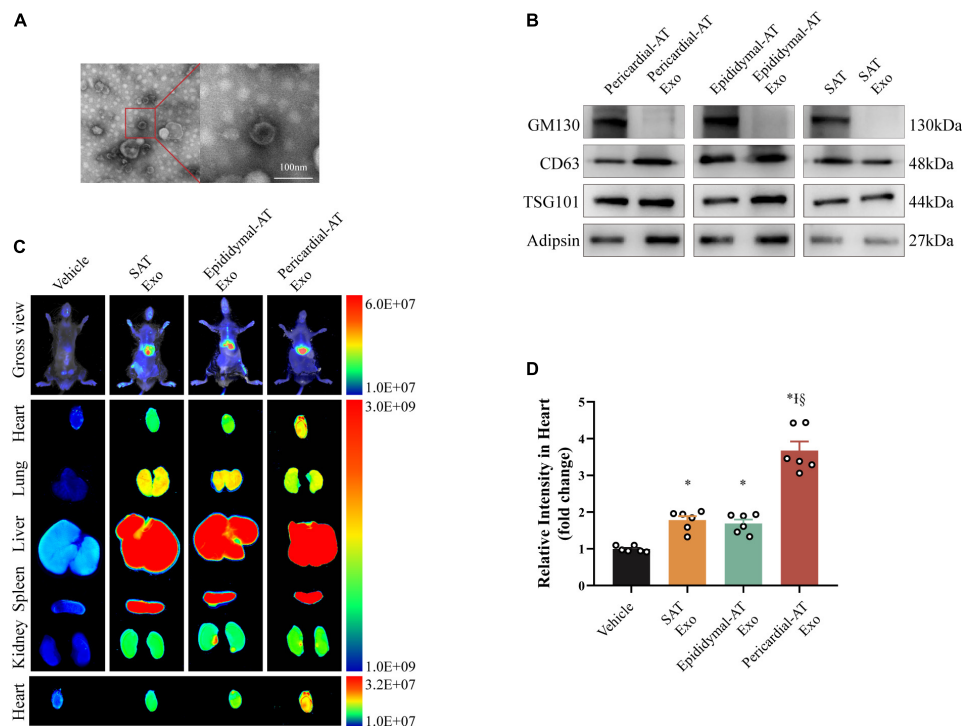 A
100nm
B
Pericardial-AT
Pericardial-AT
Exo
Epididymal-AT
Epididymal-AT
Exo
SAT
SAT
Exo
GM130
130kDa
CD63
48kDa
TSG101
44kDa
Adipsin
27kDa
C
Vehicle
SAT
Exo
Epididymal-AT
Exo
Pericardial-AT
Exo
Gross view
6.0E+07
1.0E+07
Heart
3.0E+09
Lung
Liver
Spleen
Kidney
1.0E+09
Heart
3.2E+07
1.0E+07
D
Relative Intensity in Heart
(fold change)
5
4
3
2
1
0
*
*
*‡§
Vehicle
SAT
Exo
Epididymal-AT
Exo
Pericardial-AT
Exo